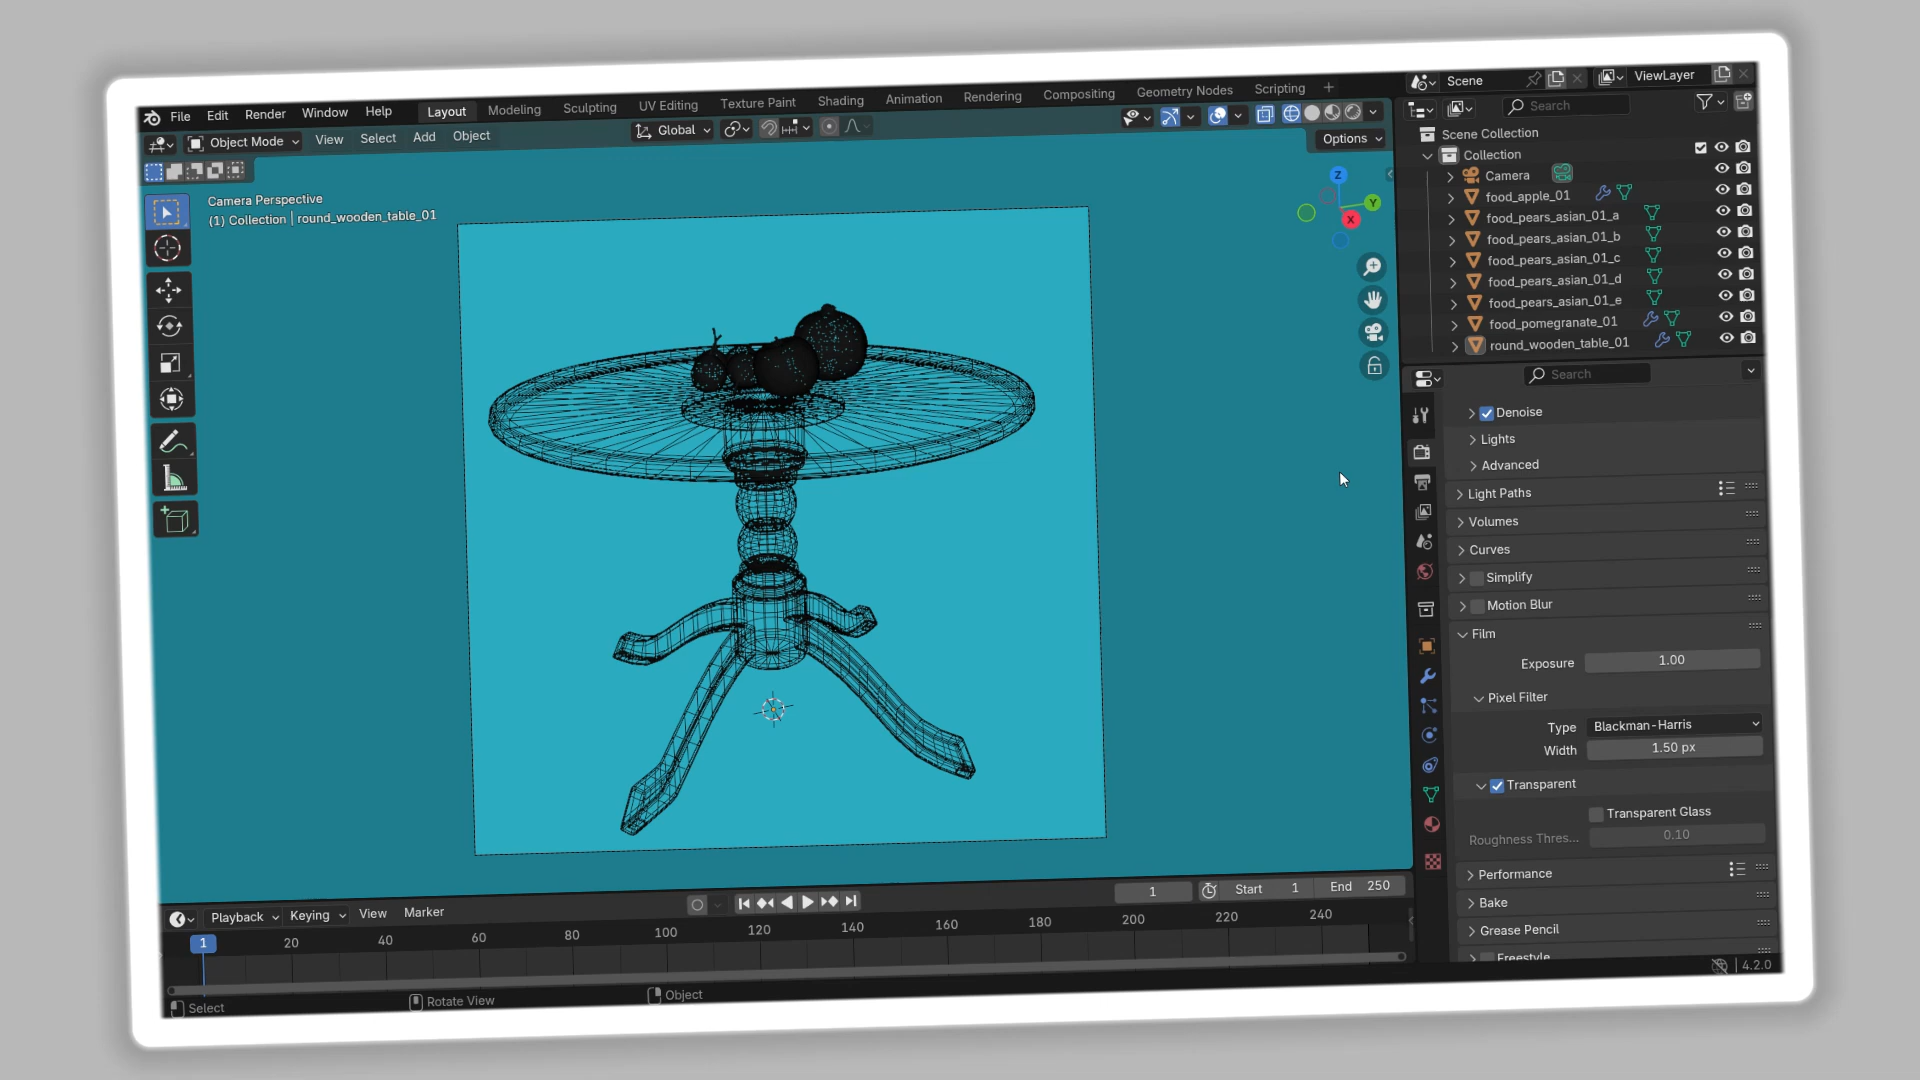 File Edit Render Window Help Layout Modeling Sculpting UV Editing Texture Paint Shading Animation Rendering Compositing Geometry Nodes Scripting +
Scene ViewLayer
Object Mode View Select Add Object Global
Options
Search
Camera Perspective
(1) Collection | round_wooden_table_01
Z
Y
X
Scene Collection
Collection
Camera
food_apple_01
food_pears_asian_01_a
food_pears_asian_01_b
food_pears_asian_01_c
food_pears_asian_01_d
food_pears_asian_01_e
food_pomegranate_01
round_wooden_table_01
Search
Denoise
Lights
Advanced
Light Paths
Volumes
Curves
Simplify
Motion Blur
Film
Exposure 1.00
Pixel Filter
Type Blackman-Harris
Width 1.50 px
Transparent
Transparent Glass
Roughness Thres... 0.10
Performance
Bake
Grease Pencil
Freestyle
Playback Keying View Marker
1 Start 1 End 250
1 20 40 60 80 100 120 140 160 180 200 220 240
Select Rotate View Object
4.2.0